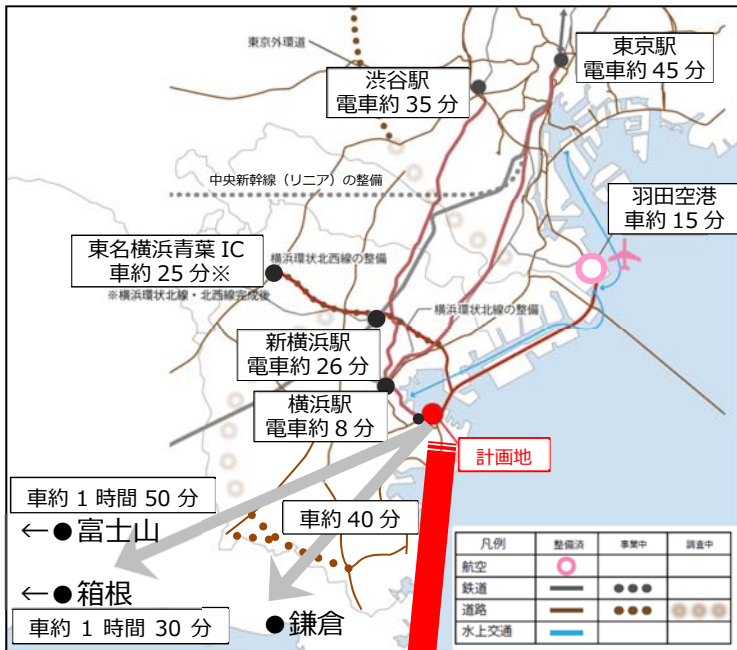 東京外環道
東京駅
電車約 45 分
渋谷駅
電車約 35 分
中央新幹線（リニア）の整備
羽田空港
車約 15 分
東名横浜青葉 IC
車約 25 分※
横浜環状北西線の整備
※横浜環状北線・北西線完成後
横浜環状北線の整備
新横浜駅
電車約 26 分
横浜駅
電車約 8 分
計画地
車約 1 時間 50 分
←●富士山
車約 40 分
←●箱根
車約 1 時間 30 分
●鎌倉
凡例 整備済 事業中 調査中
航空
鉄道
道路
水上交通